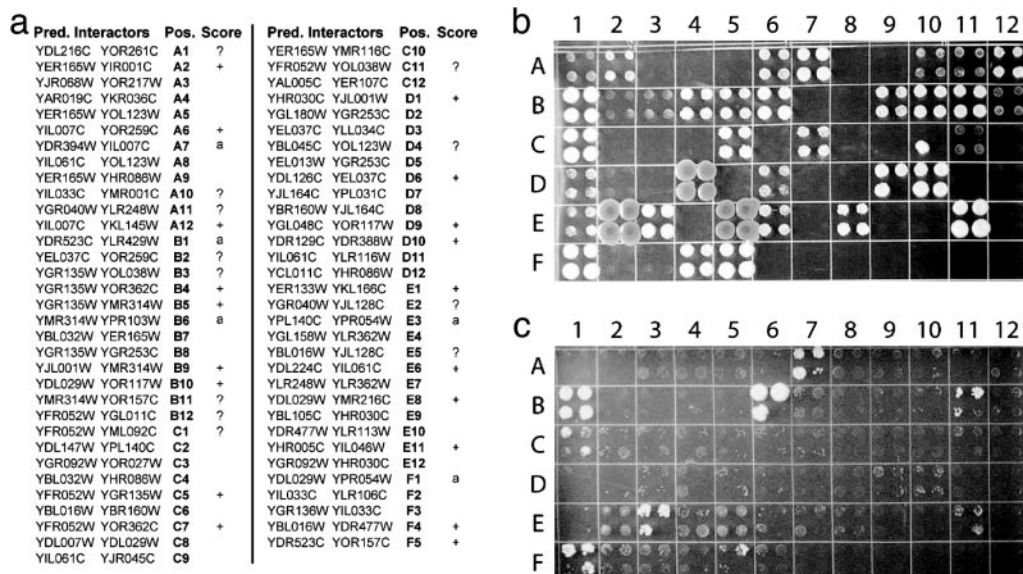 a
Pred. Interactors Pos. Score
YDL216C YOR261C A1 ?
YER165W YIR001C A2 +
YJR068W YOR217W A3
YAR019C YKR036C A4
YER165W YOL123W A5
YIL007C YOR259C A6 +
YDR394W YIL007C A7 a
YIL061C YOL123W A8
YER165W YHR086W A9
YIL033C YMR001C A10 ?
YGR040W YLR248W A11 ?
YIL007C YKL145W A12 +
YDR523C YLR429W B1 a
YEL037C YOR259C B2 ?
YGR135W YOL038W B3 ?
YGR135W YOR362C B4 +
YGR135W YMR314W B5 +
YMR314W YPR103W B6 a
YBL032W YER165W B7
YGR135W YGR253C B8
YJL001W YMR314W B9 +
YDL029W YOR117W B10 +
YMR314W YOR157C B11 ?
YFR052W YGL011C B12 ?
YFR052W YML092C C1 ?
YDL147W YPL140C C2
YGR092W YOR027W C3
YBL032W YHR086W C4
YFR052W YGR135W C5 +
YBL016W YBR160W C6
YFR052W YOR362C C7 +
YDL007W YDL029W C8
YIL061C YJR045C C9
Pred. Interactors Pos. Score
YER165W YMR116C C10
YFR052W YOL038W C11 ?
YAL005C YER107C C12
YHR030C YJL001W D1 +
YGL180W YGR253C D2
YEL037C YLL034C D3
YBL045C YOL123W D4 ?
YEL013W YGR253C D5
YDL126C YEL037C D6 +
YJL164C YPL031C D7
YBR160W YJL164C D8
YGL048C YOR117W D9 +
YDR129C YDR388W D10 +
YIL061C YLR116W D11
YCL011C YHR086W D12
YER133W YKL166C E1 +
YGR040W YJL128C E2 ?
YPL140C YPR054W E3 a
YGL158W YLR362W E4
YBL016W YJL128C E5 ?
YDL224C YIL061C E6 +
YLR248W YLR362W E7
YDL029W YMR216C E8 +
YBL105C YHR030C E9
YDR477W YLR113W E10
YHR005C YIL046W E11 +
YGR092W YHR030C E12
YDL029W YPR054W F1 a
YIL033C YLR106C F2
YGR136W YIL033C F3
YBL016W YDR477W F4 +
YDR523C YOR157C F5 +
b
1 2 3 4 5 6 7 8 9 10 11 12
A
B
C
D
E
F
c
1 2 3 4 5 6 7 8 9 10 11 12
A
B
C
D
E
F